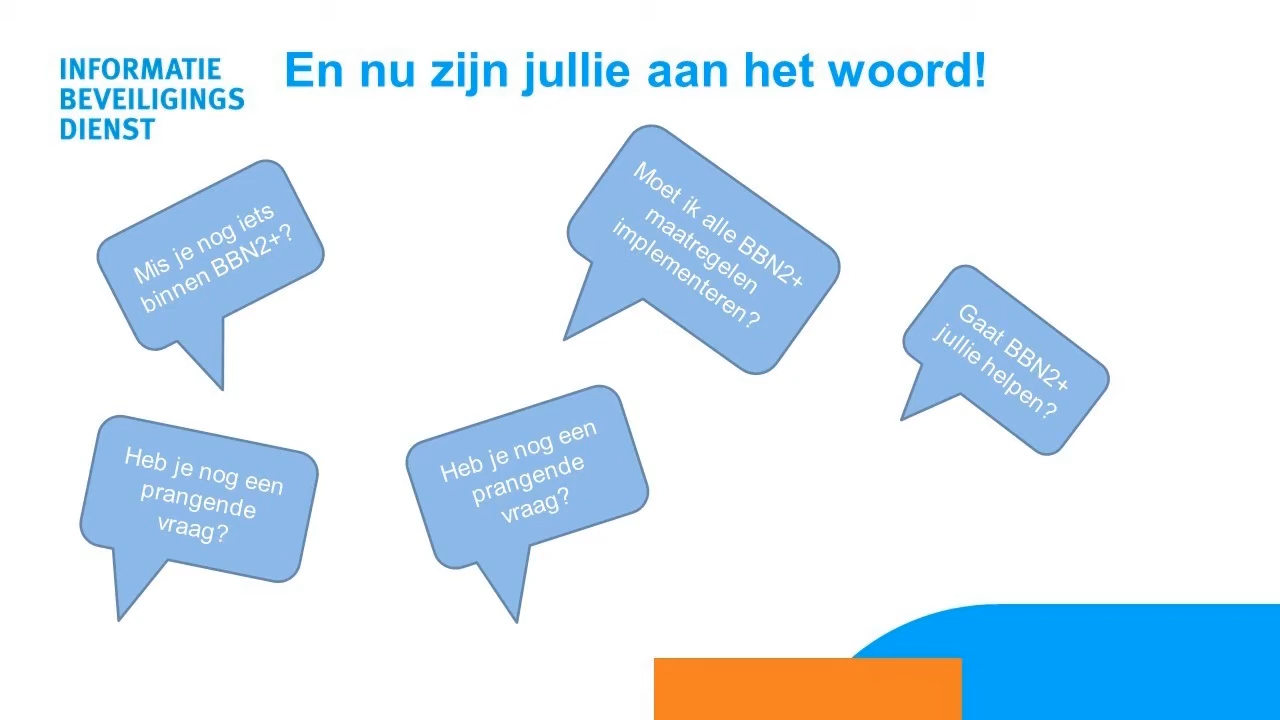 INFORMATIE
BEVEILIGINGS
DIENST
En nu zijn jullie aan het woord!
Mis je nog iets
binnen BBN2+?
Moet ik alle BBN2+
maatregelen
implementeren?
Gaat BBN2+
jullie helpen?
Heb je nog een
prangende
vraag?
Heb je nog een
prangende
vraag?